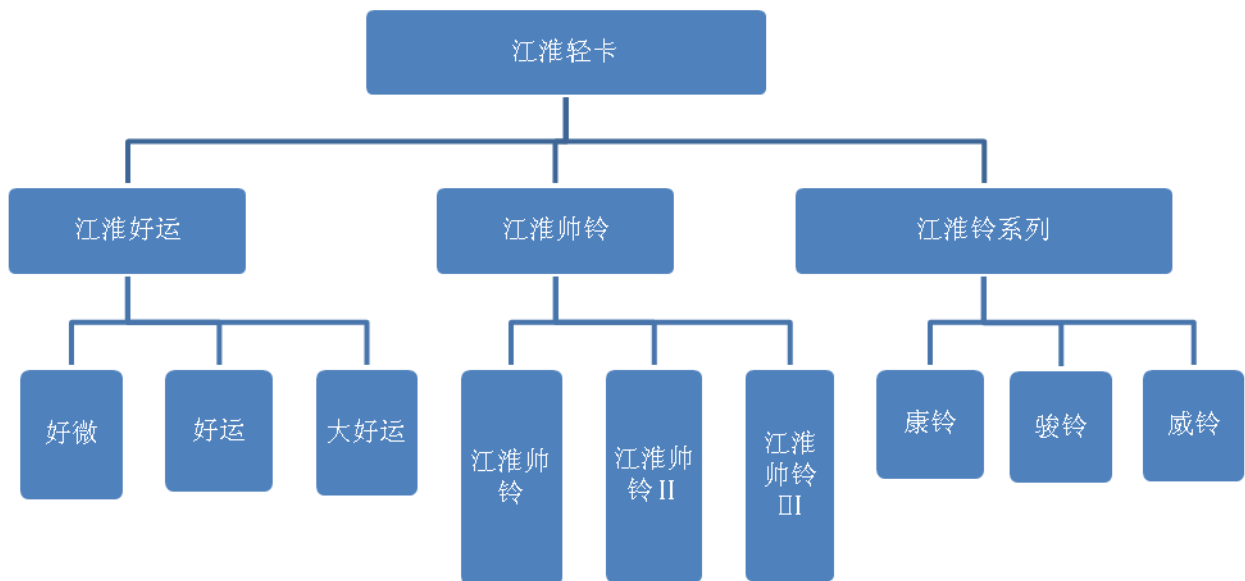 江淮轻卡
江淮好运
江淮帅铃
江淮铃系列
好微
好运
大好运
江淮帅
铃
江淮帅
铃II
江淮
帅铃
□I
康铃
骏铃
威铃